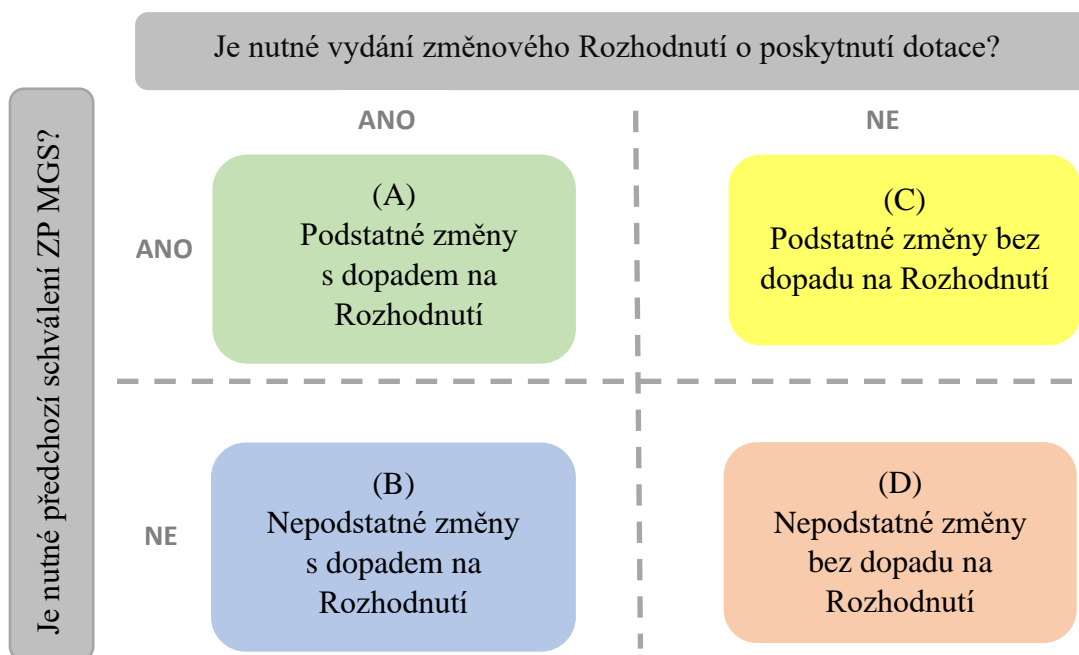 Je nutné vydání změnového Rozhodnutí o poskytnutí dotace?
Je nutné předchozí schválení ZP MGS?
ANO
NE
ANO
(A)
Podstatné změny
s dopadem na
Rozhodnutí
(C)
Podstatné změny bez
dopadu na Rozhodnutí
NE
(B)
Nepodstatné změny
s dopadem na
Rozhodnutí
(D)
Nepodstatné změny
bez dopadu na
Rozhodnutí